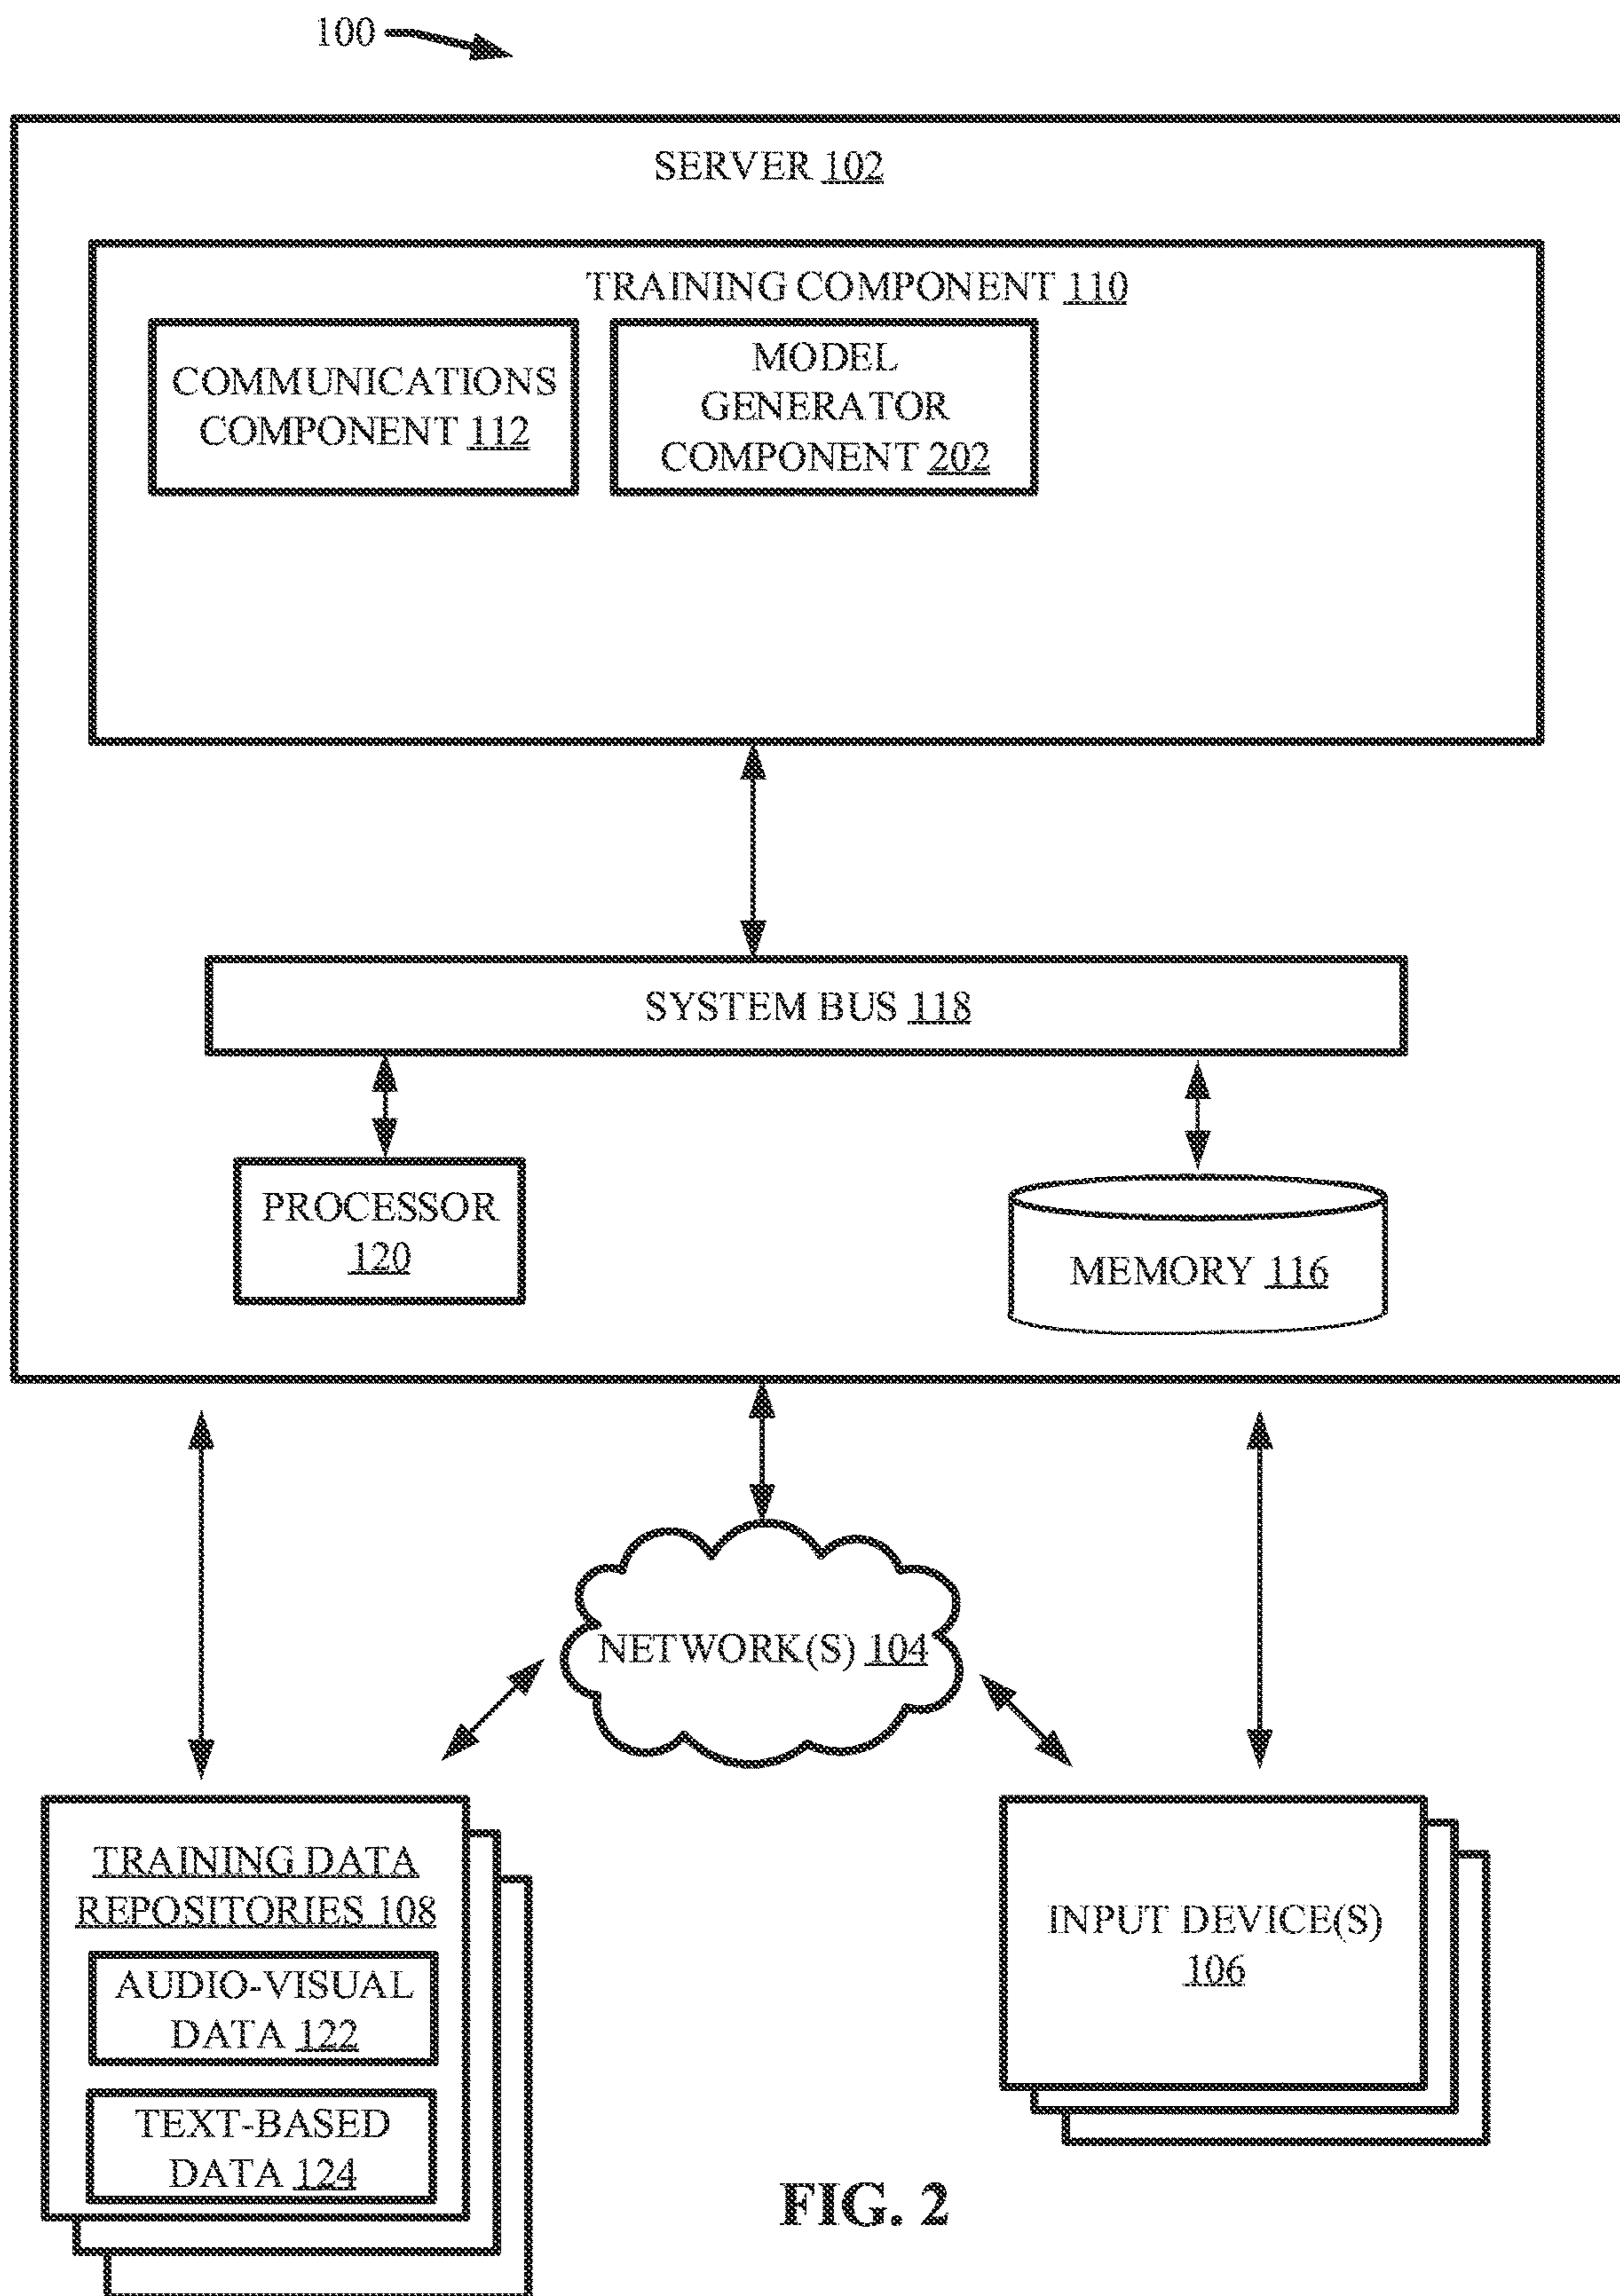 100
SERVER 102
TRAINING COMPONENT 110
COMMUNICATIONS
COMPONENT 112
MODEL
GENERATOR
COMPONENT 202
SYSTEM BUS 118
PROCESSOR
120
MEMORY 116
NETWORK(S) 104
TRAINING DATA
REPOSITORIES 108
AUDIO-VISUAL
DATA 122
TEXT-BASED
DATA 124
INPUT DEVICE(S)
106
FIG. 2